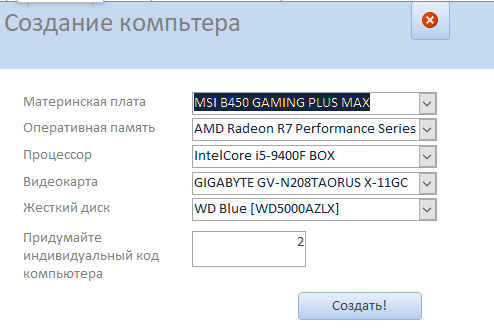 Создание компьтера
Материнская плата
MSI B450 GAMING PLUS MAX
Оперативная память
AMD Radeon R7 Performance Series
Процессор
IntelCore i5-9400F BOX
Видеокарта
GIGABYTE GV-N208TAORUS X-11GC
Жесткий диск
WD Blue [WD5000AZLX]
Придумайте
индивидуальный код
компьютера
2
Создать!